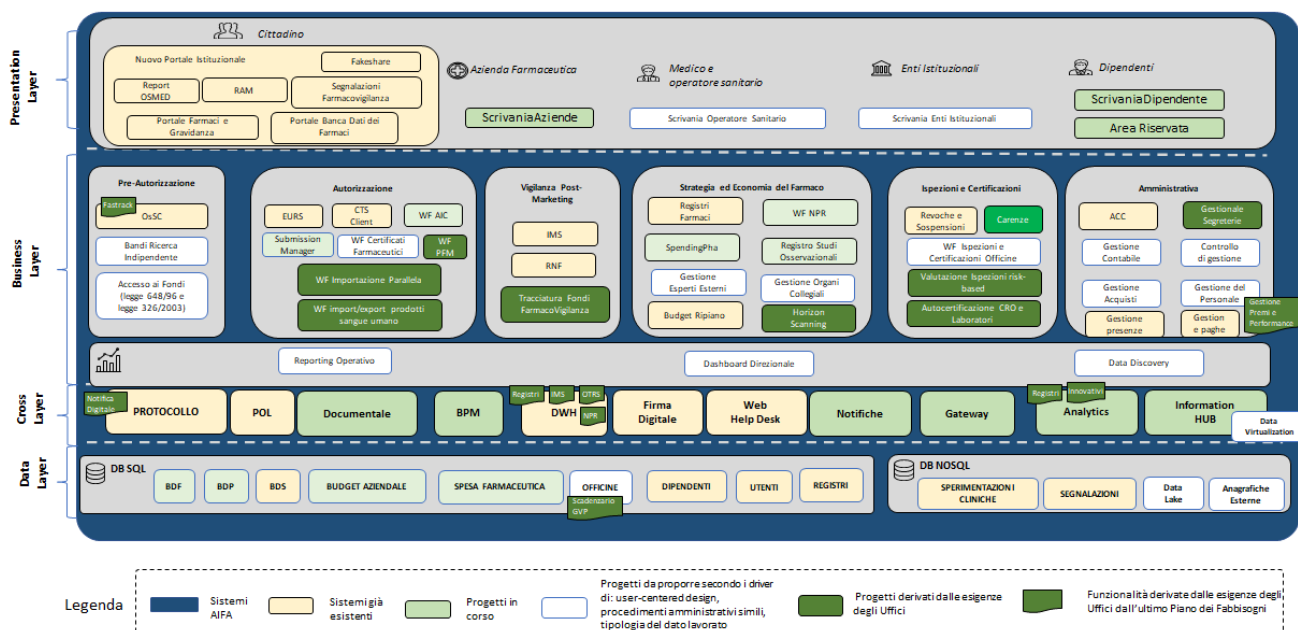 Presentation
Layer
Cittadino
Nuovo Portale Istituzionale
Fakeshare
Report
OSMED
RAM
Segnalazioni
Farmacovigilanza
Portale Farmaci e
Gravidanza
Portale Banca Dati dei
Farmaci
Azienda Farmaceutica
ScrivaniaAziende
Medico e
operatore sanitario
Scrivania Operatore Sanitario
Enti Istituzionali
Scrivania Enti Istituzionali
Dipendenti
ScrivaniaDipendente
Area Riservata
Business
Layer
Pre-Autorizzazione
Fastrack
OsSC
Bandi Ricerca
Indipendente
Accesso ai Fondi
(legge 648/96 e
legge 326/2003)
Autorizzazione
EURS
CTS
Client
WF AIC
Submission
Manager
WF Certificati
Farmaceutici
WF
PFM
WF Importazione Parallela
WF import/export prodotti
sangue umano
Vigilanza Post-
Marketing
IMS
RNF
Tracciatura Fondi
FarmacoVigilanza
Strategia ed Economia del Farmaco
Registri
Farmaci
WF NPR
SpendingPha
Registro Studi
Osservazionali
Gestione
Esperti Esterni
Gestione Organi
Collegiali
Budget Ripiano
Horizon
Scanning
Ispezioni e Certificazioni
Revoche e
Sospensioni
Carenze
WF Ispezioni e
Certificazioni Officine
Valutazione Ispezioni risk-
based
Autocertificazione CRO e
Laboratori
Amministrativa
ACC
Gestionale
Segreterie
Gestione
Contabile
Controllo
di gestione
Gestione
Acquisti
Gestione del
Personale
Gestione
presenze
Gestion
e paghe
Gestione
Premi e
Performance
Reporting Operativo
Dashboard Direzionale
Data Discovery
Cross
Layer
Notifica
Digitale
PROTOCOLLO
POL
Documentale
BPM
Registri
IMS
OTRS
DWH
NPR
Firma
Digitale
Web
Help Desk
Notifiche
Gateway
Registri
Innovativi
Analytics
Information
HUB
Data
Virtualization
Data
Layer
DB SQL
BDF
BDP
BDS
BUDGET AZIENDALE
SPESA FARMACEUTICA
OFFICINE
Scadenzario
GVP
DIPENDENTI
UTENTI
REGISTRI
DB NOSQL
SPERIMENTAZIONI
CLINICHE
SEGNALAZIONI
Data
Lake
Anagrafiche
Esterne
Legenda
Sistemi
AIFA
Sistemi già
esistenti
Progetti in
corso
Progetti da proporre secondo i driver
di: user-centered design,
procedimenti amministrativi simili,
tipologia del dato lavorato
Progetti derivati dalle esigenze
degli Uffici
Funzionalità derivate dalle esigenze degli
Uffici dall'ultimo Piano dei Fabbisogni